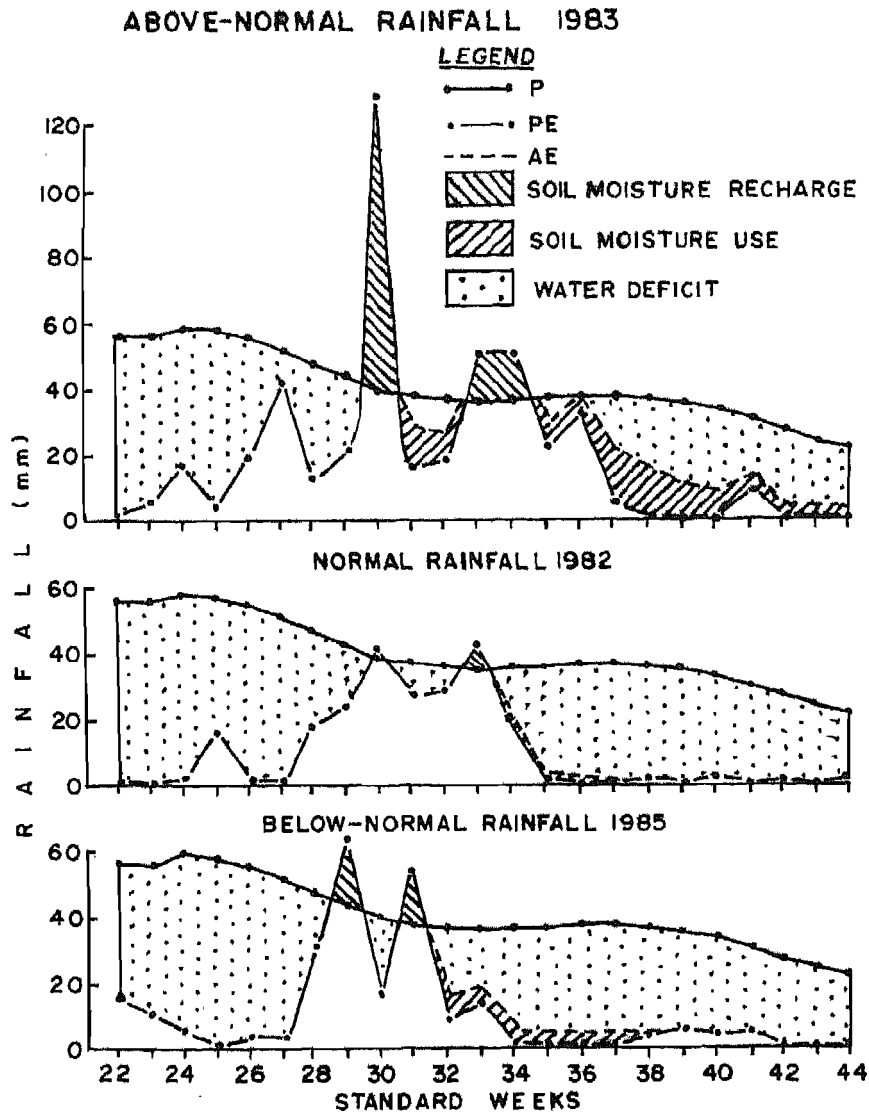 ABOVE-NORMAL RAINFALL 1983
LEGEND
P
PE
AE
SOIL MOISTURE RECHARGE
SOIL MOISTURE USE
WATER DEFICIT
120
100
80
60
40
20
0
NORMAL RAINFALL 1982
60
40
20
0
BELOW-NORMAL RAINFALL 1985
60
40
20
0
22 24 26 28 30 32 34 36 38 40 42 44
STANDARD WEEKS
RAINFALL (mm)